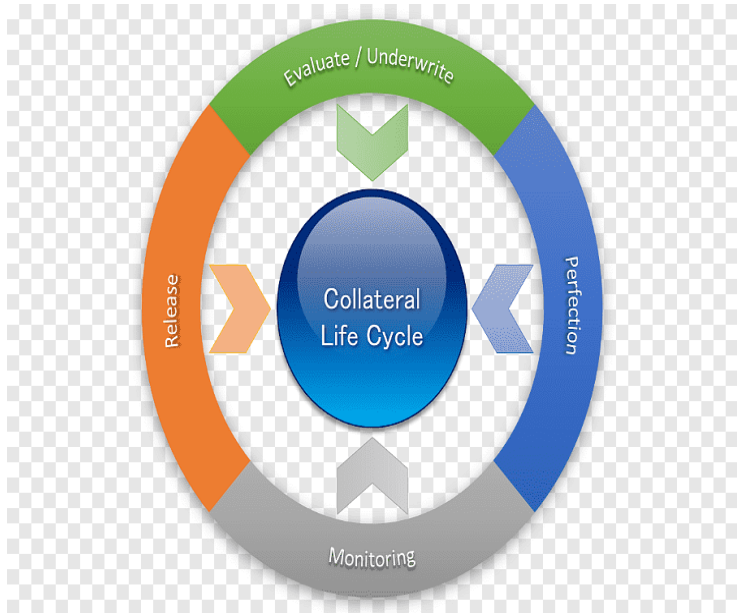 Evaluate / Underwrite
Perfection
Monitoring
Release
Collateral
Life Cycle